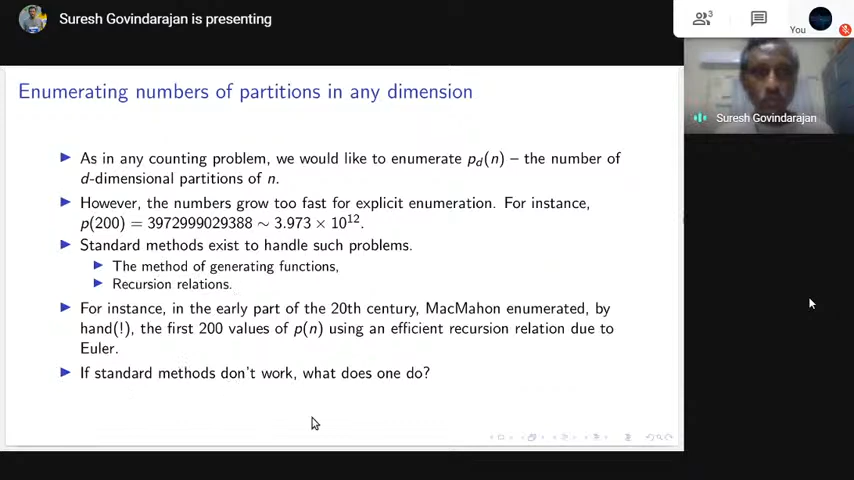 Suresh Govindarajan is presenting
3
You
Suresh Govindarajan
Enumerating numbers of partitions in any dimension
As in any counting problem, we would like to enumerate p_d(n) – the number of
d-dimensional partitions of n.
However, the numbers grow too fast for explicit enumeration. For instance,
p(200) = 3972999029388 ∼ 3.973 × 10^12.
Standard methods exist to handle such problems.
The method of generating functions,
Recursion relations.
For instance, in the early part of the 20th century, MacMahon enumerated, by
hand(!), the first 200 values of p(n) using an efficient recursion relation due to
Euler.
If standard methods don't work, what does one do?